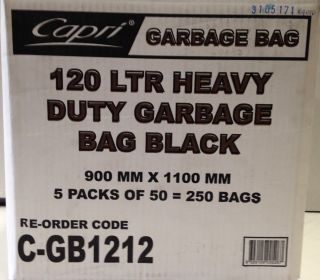 3105171
Capri® GARBAGE BAG
120 LTR HEAVY
DUTY GARBAGE
BAG BLACK
900 MM X 1100 MM
5 PACKS OF 50 = 250 BAGS
RE-ORDER CODE
C-GB1212